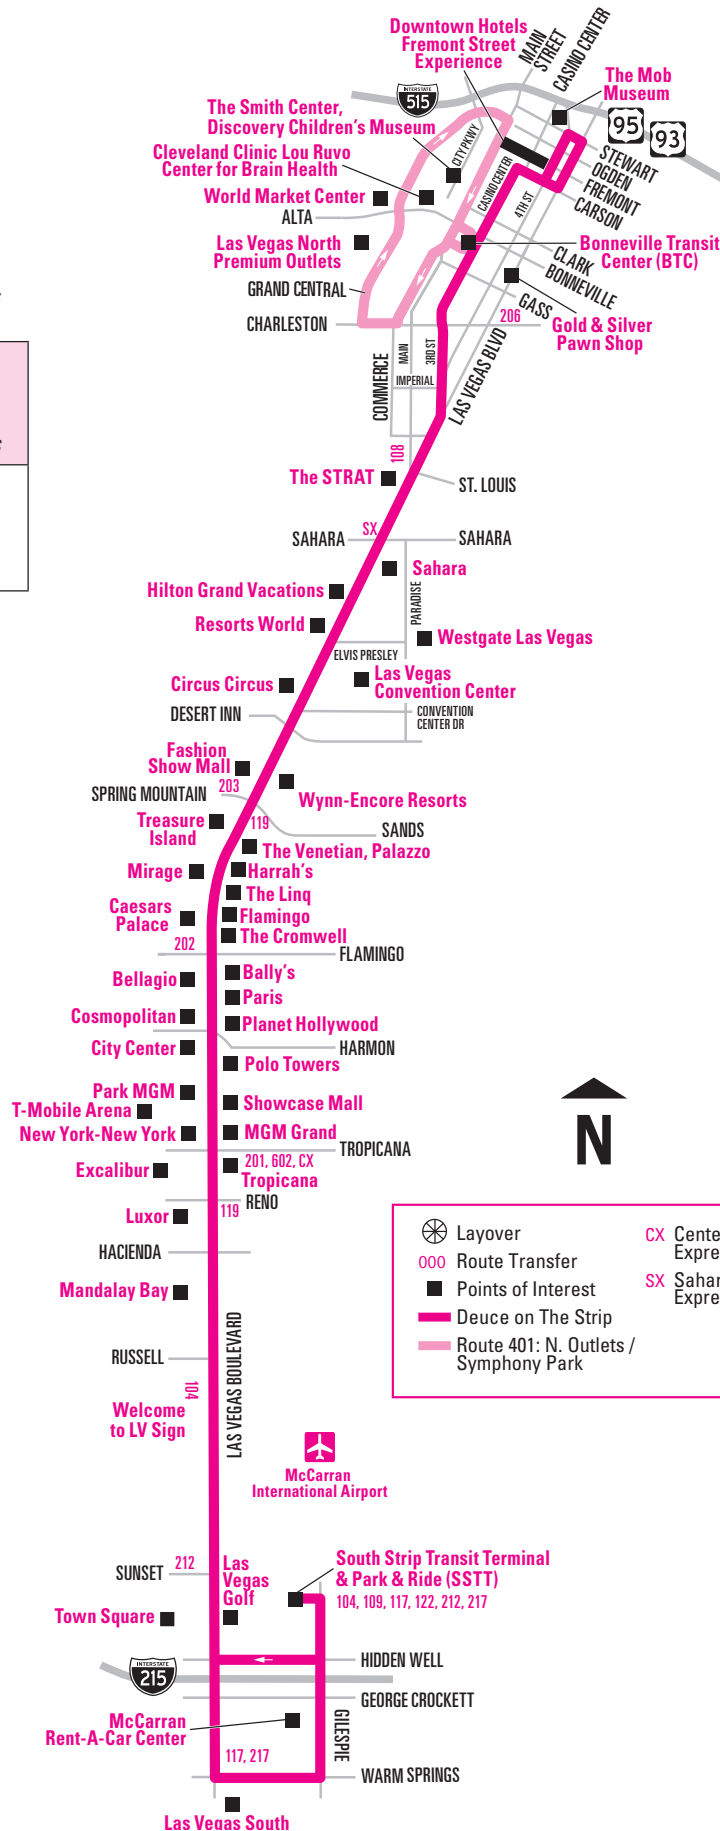 Downtown Hotels
Fremont Street
Experience
MAIN
STREET
CASINO CENTER
The Mob
Museum
INTERSTATE
515
95
93
The Smith Center,
Discovery Children's Museum
CITY PKWY
STEWART
OGDEN
FREMONT
CARSON
Cleveland Clinic Lou Ruvo
Center for Brain Health
CASINO CENTER
4TH ST
World Market Center
ALTA
Las Vegas North
Premium Outlets
Bonneville Transit
Center (BTC)
CLARK
BONNEVILLE
GASS
GRAND CENTRAL
CHARLESTON
206
Gold & Silver
Pawn Shop
COMMERCE
MAIN
3RD ST
IMPERIAL
LAS VEGAS BLVD
108
The STRAT
ST. LOUIS
SX
SAHARA
SAHARA
Sahara
Hilton Grand Vacations
PARADISE
Resorts World
Westgate Las Vegas
ELVIS PRESLEY
Circus Circus
Las Vegas
Convention Center
DESERT INN
CONVENTION
CENTER DR
Fashion
Show Mall
203
SPRING MOUNTAIN
Wynn-Encore Resorts
Treasure
Island
119
SANDS
The Venetian, Palazzo
Mirage
Harrah's
The Linq
Caesars
Palace
Flamingo
The Cromwell
202
FLAMINGO
Bellagio
Bally's
Paris
Cosmopolitan
Planet Hollywood
City Center
HARMON
Polo Towers
Park MGM
T-Mobile Arena
Showcase Mall
New York-New York
MGM Grand
TROPICANA
201, 602, CX
Excalibur
Tropicana
RENO
119
Luxor
HACIENDA
Mandalay Bay
N
Layover
000 Route Transfer
Points of Interest
Deuce on The Strip
Route 401: N. Outlets /
Symphony Park
CX Cente
Expre
SX Sahar
Expre
LAS VEGAS BOULEVARD
RUSSELL
104
Welcome
to LV Sign
McCarran
International Airport
SUNSET
212
Las
Vegas
Golf
South Strip Transit Terminal
& Park & Ride (SSTT)
104, 109, 117, 122, 212, 217
Town Square
HIDDEN WELL
INTERSTATE
215
GEORGE CROCKETT
McCarran
Rent-A-Car Center
GILESPIE
117, 217
WARM SPRINGS
Las Vegas South